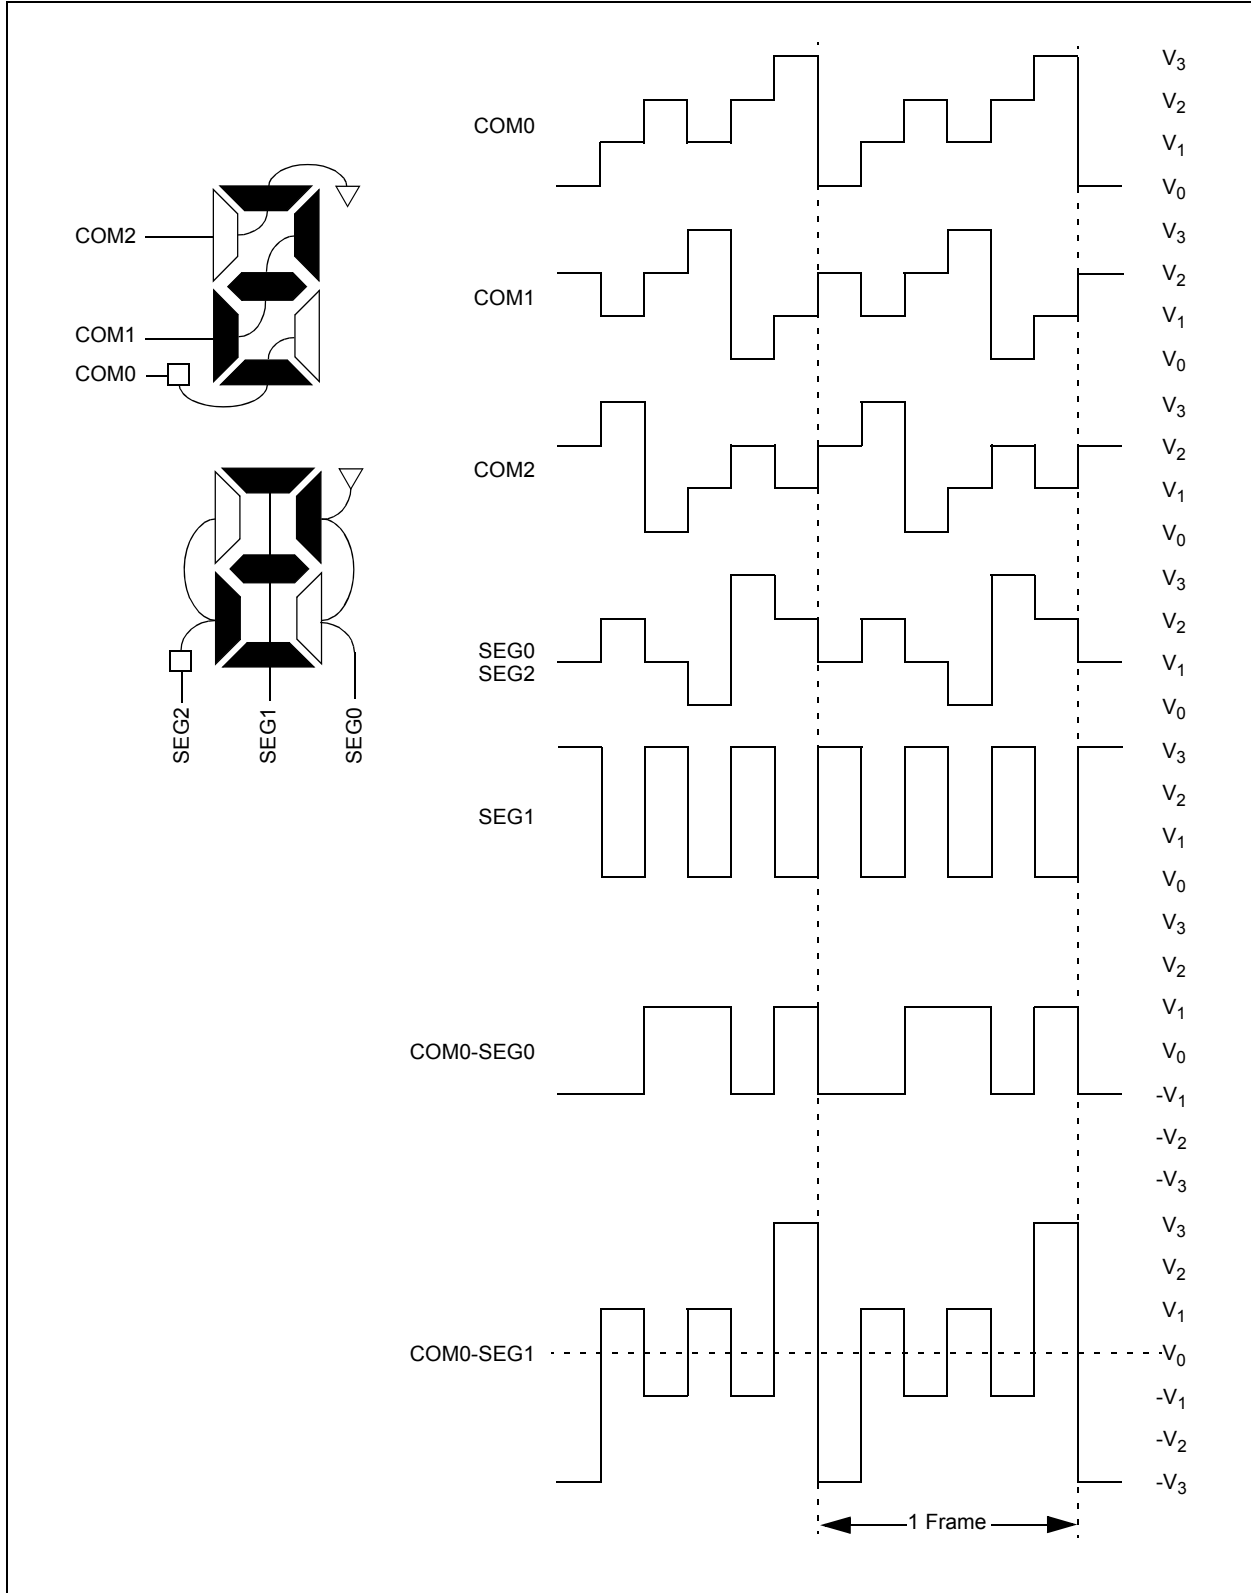 COM2
COM1
COM0
SEG2
SEG1
SEG0
COM0
V3
V2
V1
V0
COM1
V3
V2
V1
V0
COM2
V3
V2
V1
V0
SEG0
SEG2
V3
V2
V1
V0
SEG1
V3
V2
V1
V0
COM0-SEG0
V3
V2
V1
V0
-V1
-V2
-V3
COM0-SEG1
V3
V2
V1
V0
-V1
-V2
-V3
1 Frame